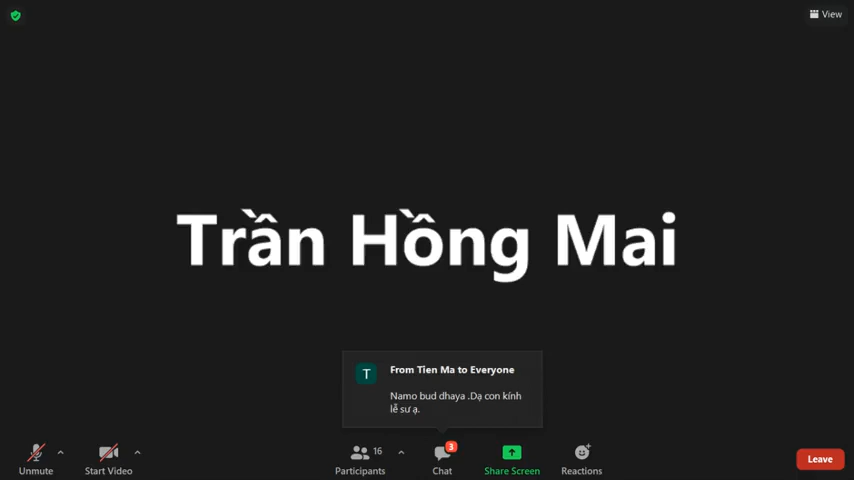 View
Trần Hồng Mai
T
From Tien Ma to Everyone
Namo bud dhaya .Dạ con kính
lễ sư ạ.
Unmute
Start Video
16
Participants
3
Chat
Share Screen
Reactions
Leave